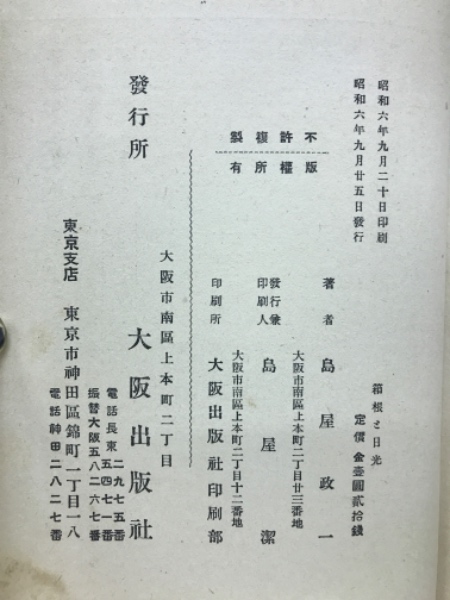 昭和六年九月二十日印刷
昭和六年九月廿五日發行
箱根と日光
定價 金壹圓貳拾錢
不許複製
版權所有
著者 島屋政一
大阪市南區上本町二丁目廿三番地
發行兼
印刷人 島屋潔
大阪市南區上本町二丁目十二番地
印刷所 大阪出版社印刷部
大阪市南區上本町二丁目
發行所 大阪出版社
電話長東 二九七五番
五四七一番
振替大阪五八二六七番
東京支店 東京市神田區錦町一丁目一八
電話神田二八二七番